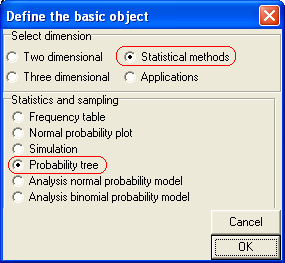 Define the basic object
Select dimension
Two dimensional
Statistical methods
Three dimensional
Applications
Statistics and sampling
Frequency table
Normal probability plot
Simulation
Probability tree
Analysis normal probability model
Analysis binomial probability model
Cancel
OK